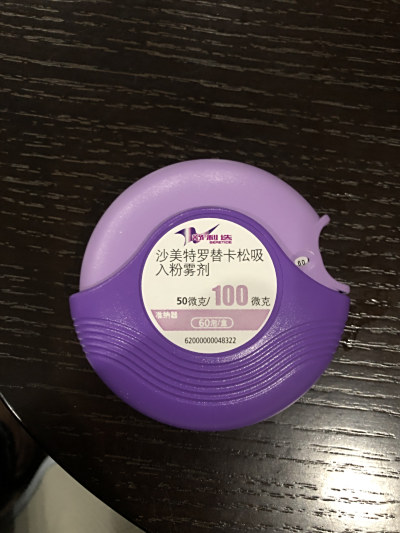 舒利迭
SERETIDE
沙美特罗替卡松吸
入粉雾剂
50微克/100微克
准纳器
60泡/盒
62000000048322
60